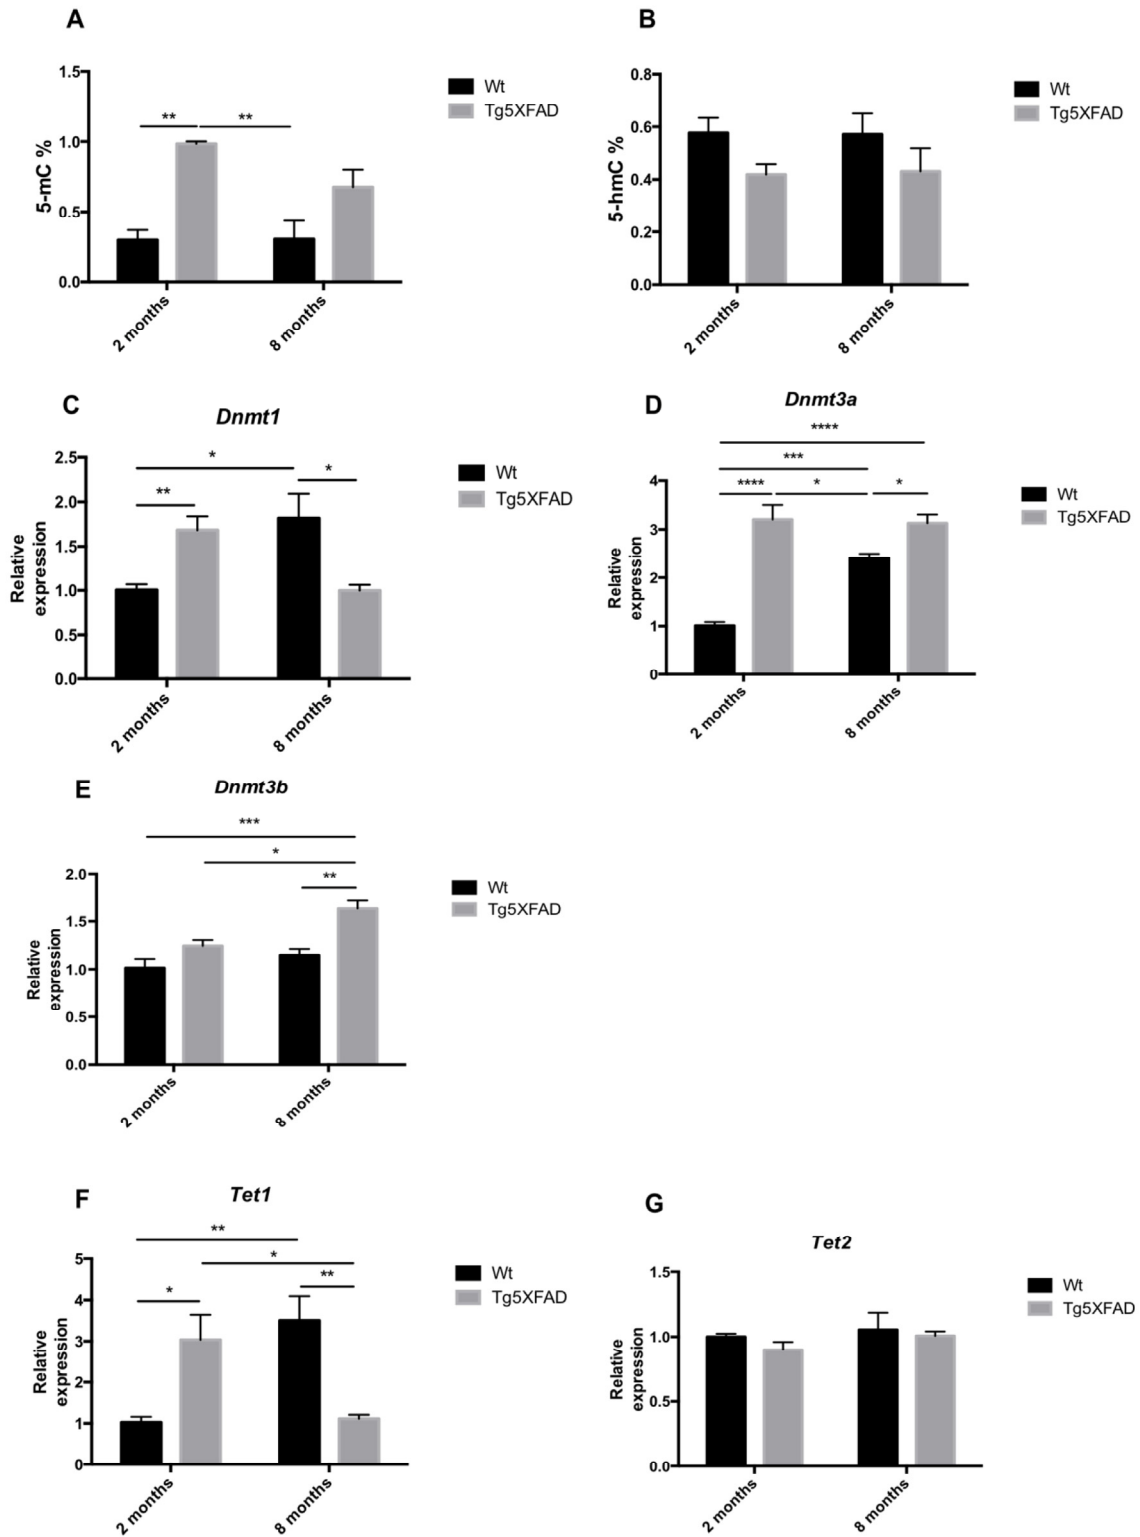 A
1.5
1.0
0.5
0.0
5-mC %
**
**
2 months
8 months
Wt
Tg5XFAD
B
0.8
0.6
0.4
0.2
0.0
5-hmC %
2 months
8 months
Wt
Tg5XFAD
C
Dnmt1
2.5
2.0
1.5
1.0
0.5
0.0
Relative
expression
*
*
**
2 months
8 months
Wt
Tg5XFAD
D
Dnmt3a
****
***
****
*
*
4
3
2
1
0
Relative
expression
2 months
8 months
Wt
Tg5XFAD
E
Dnmt3b
***
*
**
2.0
1.5
1.0
0.5
0.0
Relative
expression
2 months
8 months
Wt
Tg5XFAD
F
Tet1
**
*
**
*
5
4
3
2
1
0
Relative
expression
2 months
8 months
Wt
Tg5XFAD
G
Tet2
1.5
1.0
0.5
0.0
Relative
expression
2 months
8 months
Wt
Tg5XFAD